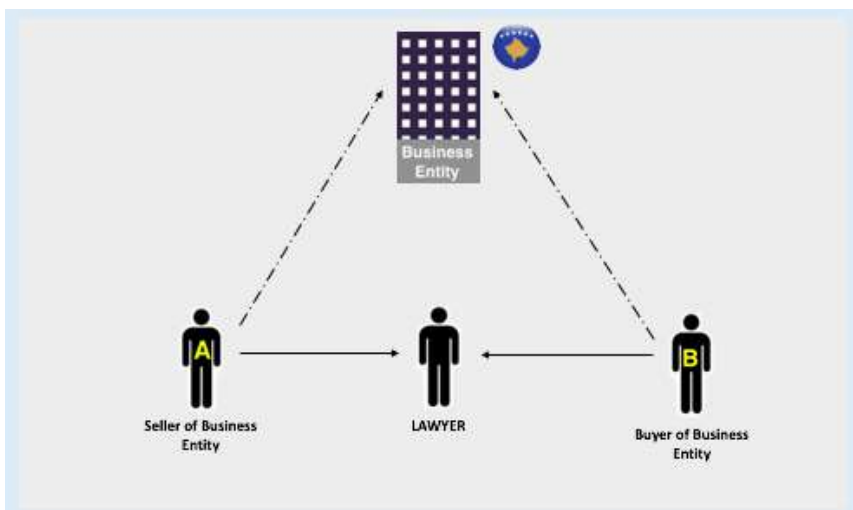 Business
Entity
A
B
Seller of Business
Entity
LAWYER
Buyer of Business
Entity